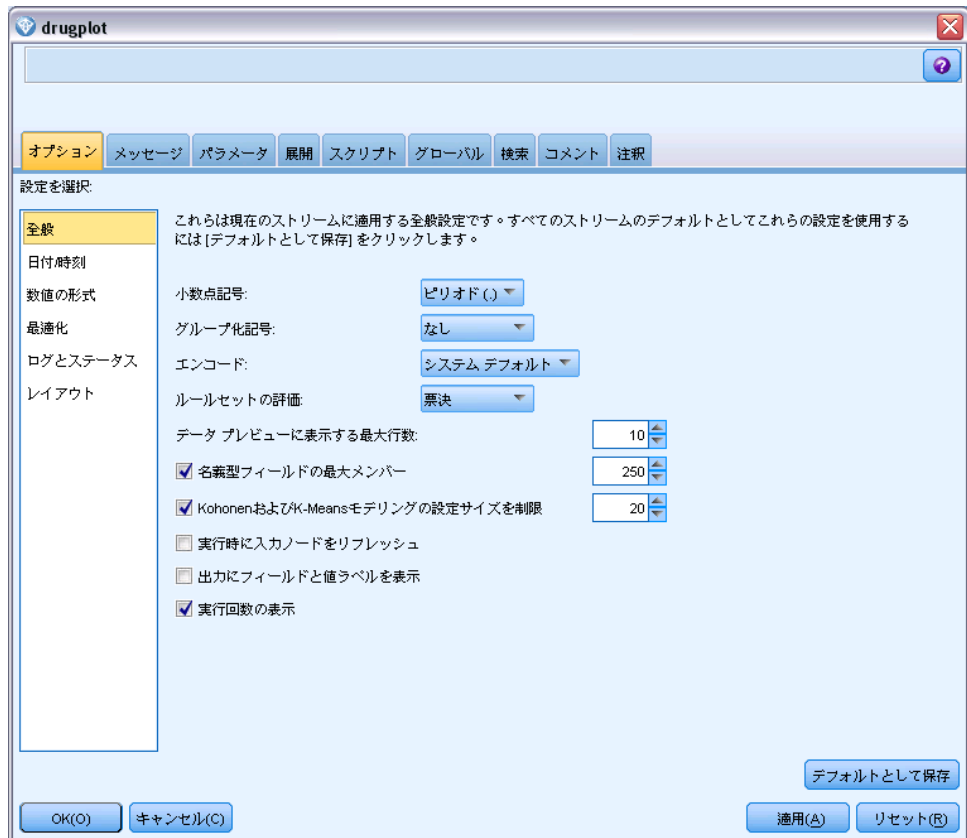 drugplot
オプション メッセージ パラメータ 展開 スクリプト グローバル 検索 コメント 注釈
設定を選択:
全般
日付/時刻
数値の形式
最適化
ログとステータス
レイアウト
これらは現在のストリームに適用する全般設定です。すべてのストリームのデフォルトとしてこれらの設定を使用する
には [デフォルトとして保存] をクリックします。
小数点記号: ピリオド (.)
グループ化記号: なし
エンコード: システム デフォルト
ルールセットの評価: 票決
データ プレビューに表示する最大行数: 10
名義型フィールドの最大メンバー 250
KohonenおよびK-Meansモデリングの設定サイズを制限 20
実行時に入力ノードをリフレッシュ
出力にフィールドと値ラベルを表示
実行回数の表示
デフォルトとして保存
OK(O) キャンセル(C) 適用(A) リセット(R)